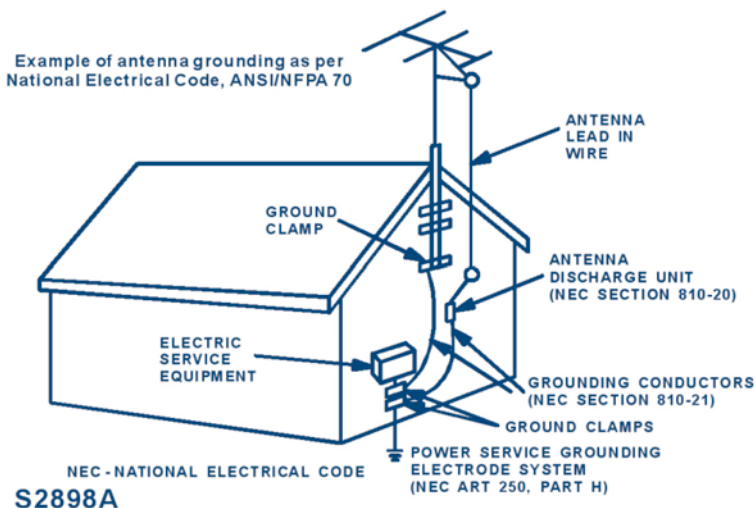 Example of antenna grounding as per
National Electrical Code, ANSI/NFPA 70
ANTENNA
LEAD IN
WIRE
GROUND
CLAMP
ANTENNA
DISCHARGE UNIT
(NEC SECTION 810-20)
ELECTRIC
SERVICE
EQUIPMENT
GROUNDING CONDUCTORS
(NEC SECTION 810-21)
GROUND CLAMPS
POWER SERVICE GROUNDING
ELECTRODE SYSTEM
(NEC ART 250, PART H)
NEC - NATIONAL ELECTRICAL CODE
S2898A